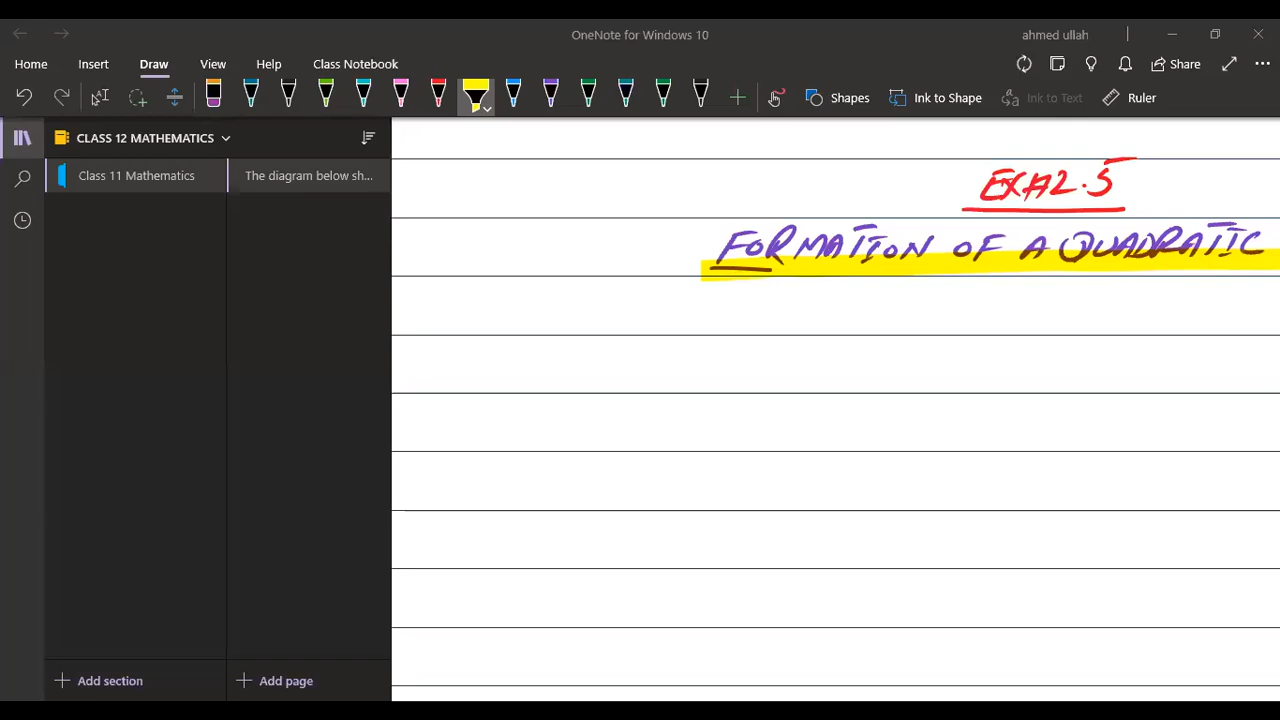 OneNote for Windows 10
ahmed ullah
Home Insert Draw View Help Class Notebook
Share
Shapes Ink to Shape Ink to Text Ruler
CLASS 12 MATHEMATICS
Class 11 Mathematics
The diagram below sh...
EX#2.5
FORMATION OF A QUADRATIC
Add section
Add page